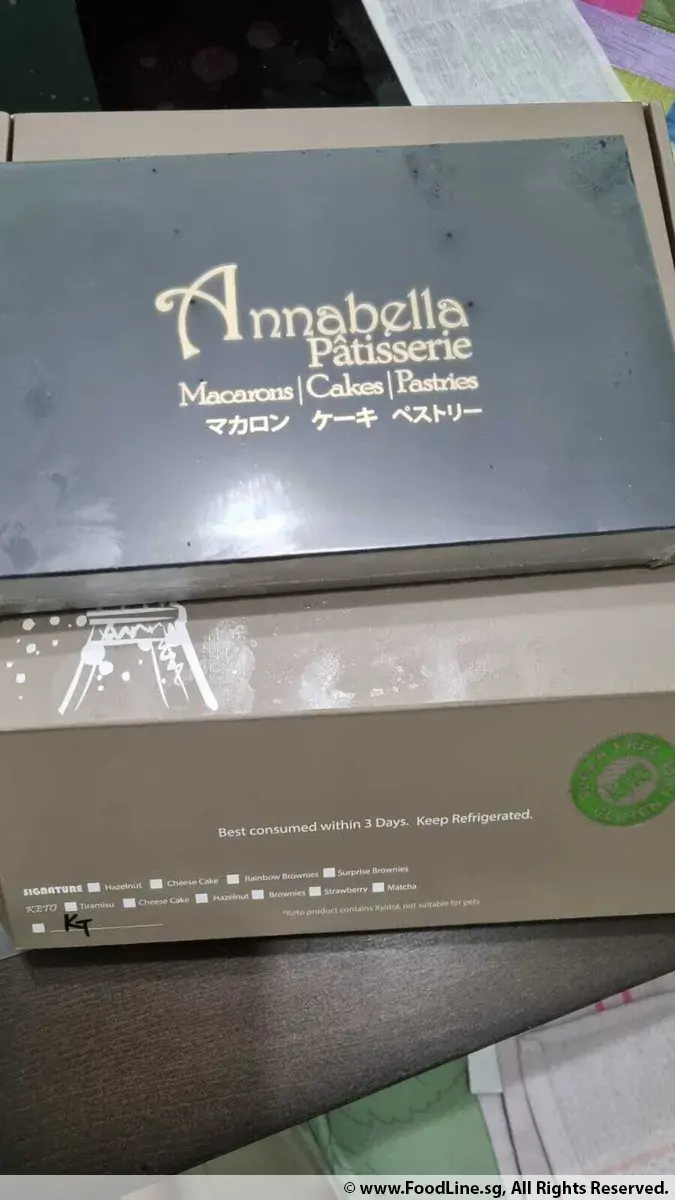 Annabella
Pâtisserie
Macarons | Cakes | Pastries
マカロン ケーキ ペストリー
Best consumed within 3 Days. Keep Refrigerated.
SIGNATURE Hazelnut Cheese Cake Rainbow Brownies Surprise Brownies
KETO Tiramisu Cheese Cake Hazelnut Brownies Strawberry Matcha
KT
*Keto product contains Xylitol, not suitable for pets
KETO
GLUTEN
© www.FoodLine.sg, All Rights Reserved.